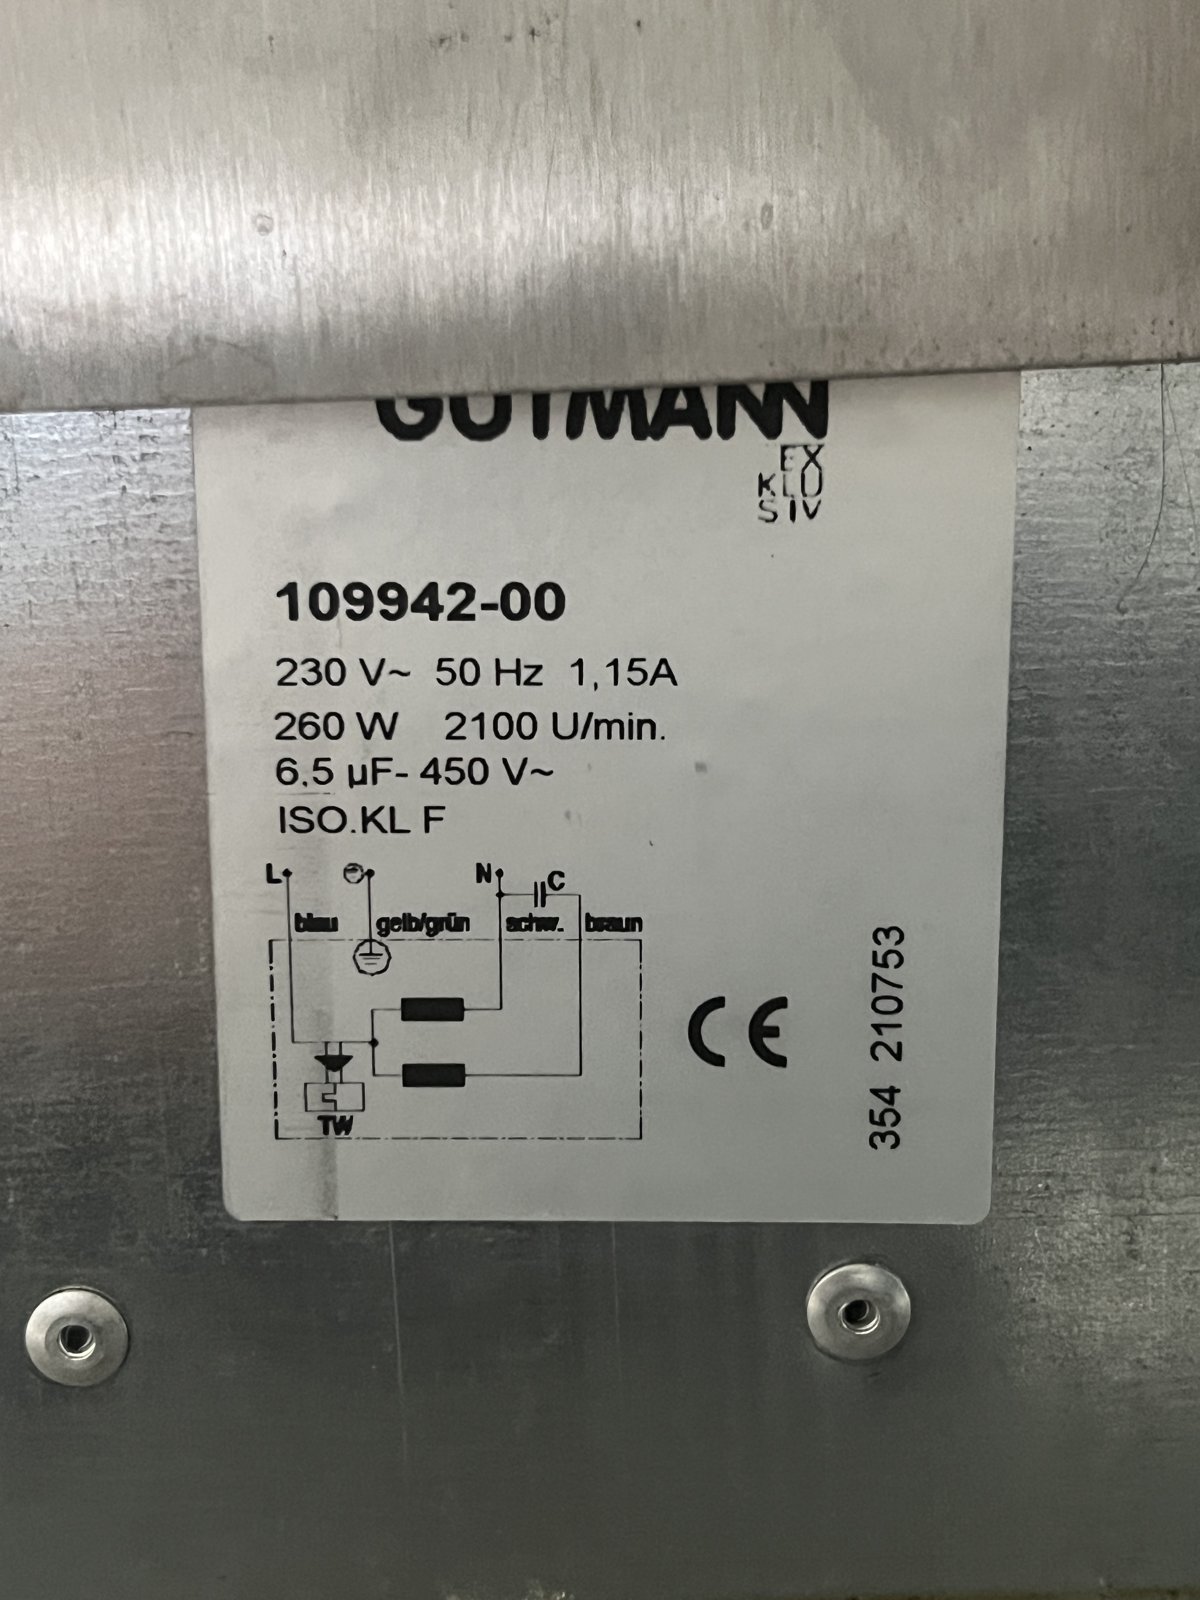 GUTMANN
EX
KLU
SIV
109942-00
230 V~ 50 Hz 1,15A
260 W 2100 U/min.
6,5 µF- 450 V~
ISO.KL F
L N C
blau gelb/grün schw. braun
TW
CE
354 210753